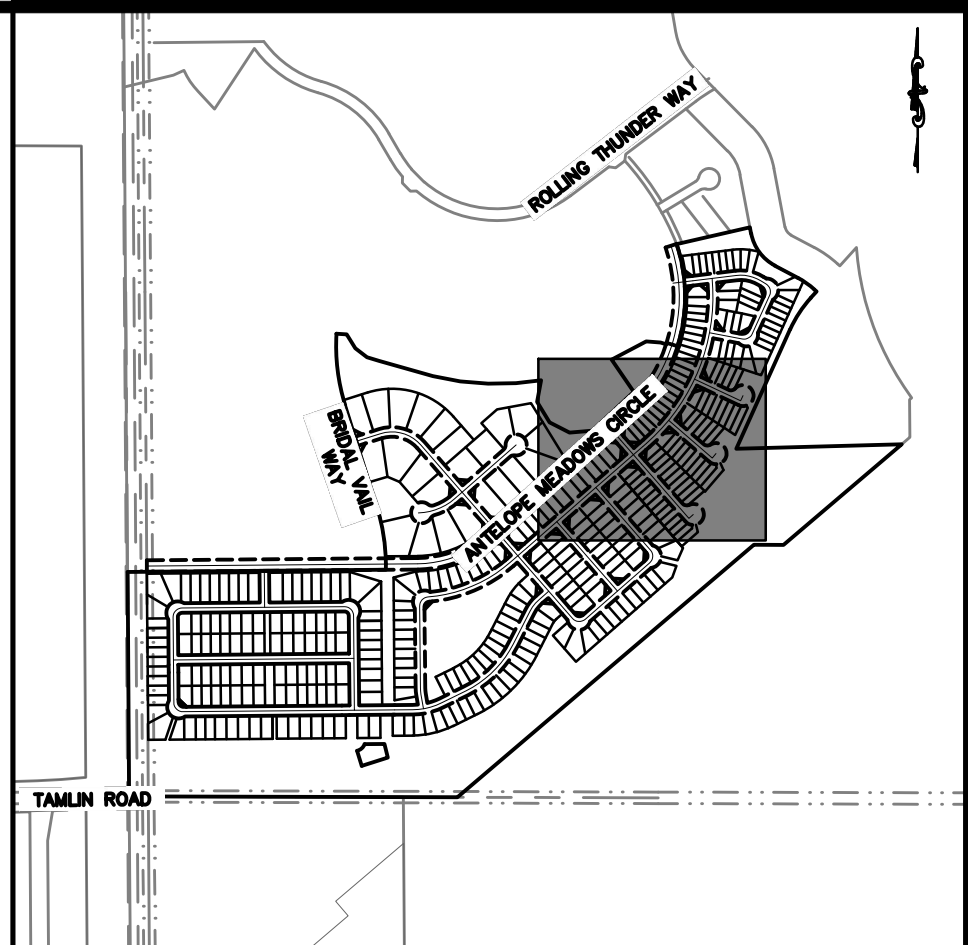 ROLLING THUNDER WAY
ANTELOPE MEADOWS CIRCLE
BRIDAL VAIL
WAY
TAMLIN ROAD